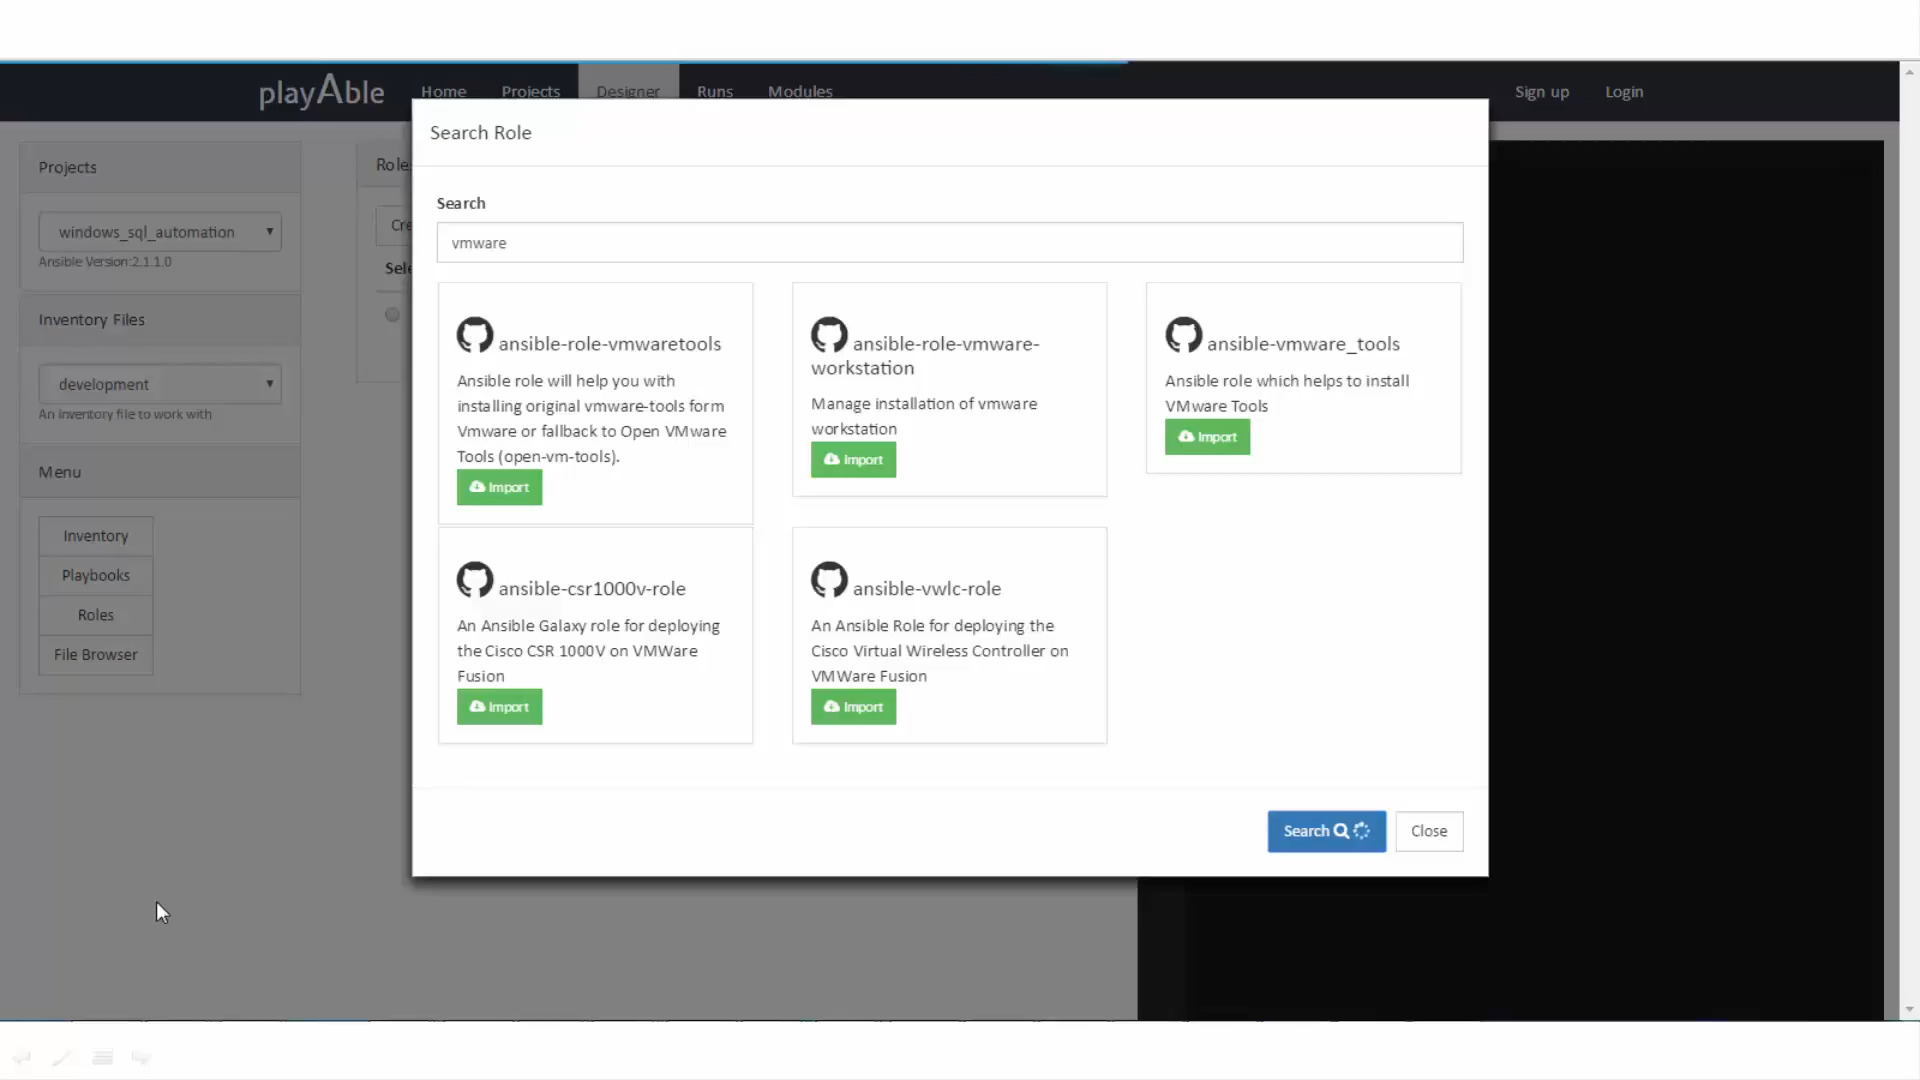 playAble
Home
Projects
Designer
Runs
Modules
Sign up
Login
Search Role
Projects
windows_sql_automation
Ansible Version:2.1.1.0
Inventory Files
development
An inventory file to work with
Menu
Inventory
Playbooks
Roles
File Browser
Search
vmware
ansible-role-vmwaretools
Ansible role will help you with
installing original vmware-tools form
Vmware or fallback to Open VMware
Tools (open-vm-tools).
Import
ansible-role-vmware-
workstation
Manage installation of vmware
workstation
Import
ansible-vmware_tools
Ansible role which helps to install
VMware Tools
Import
ansible-csr1000v-role
An Ansible Galaxy role for deploying
the Cisco CSR 1000V on VMWare
Fusion
Import
ansible-vwlc-role
An Ansible Role for deploying the
Cisco Virtual Wireless Controller on
VMWare Fusion
Import
Search
Close